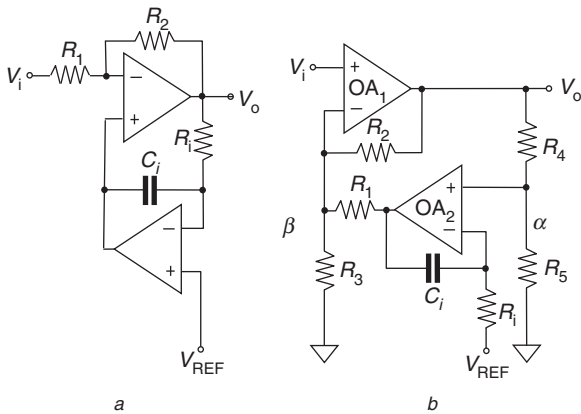 R2
R1
Vi
−
+
Vo
Ri
Ci
−
+
VREF
a
Vi
+
OA1
−
Vo
R2
R4
R1
+
OA2
−
β
α
R3
Ci
R5
Ri
VREF
b